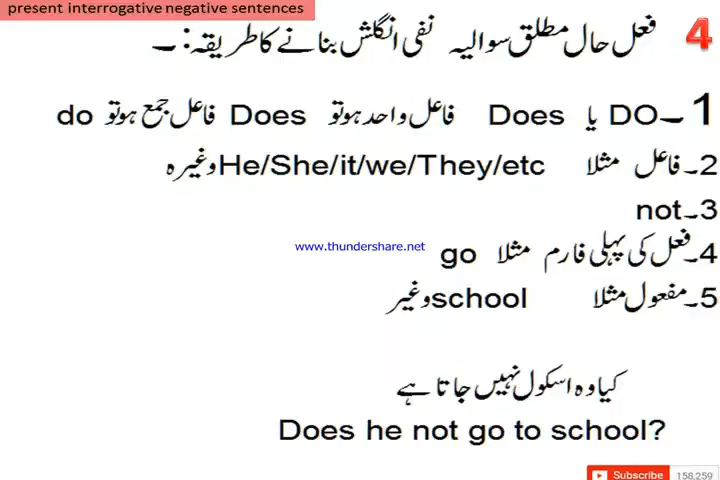 present interrogative negative sentences
4 فعل حال مطلق سوالیہ نفی انگلش بنانے کا طریقہ:۔
1۔DO یا Does فاعل واحد ہو تو Does فاعل جمع ہو تو do
2۔فاعل مثلا He/She/it/we/They/etc وغیرہ
3۔not
www.thundershare.net
4۔فعل کی پہلی فارم مثلا go
5۔مفعول مثلا school وغیر
کیا وہ اسکول نہیں جاتا ہے
Does he not go to school?
Subscribe 158,259